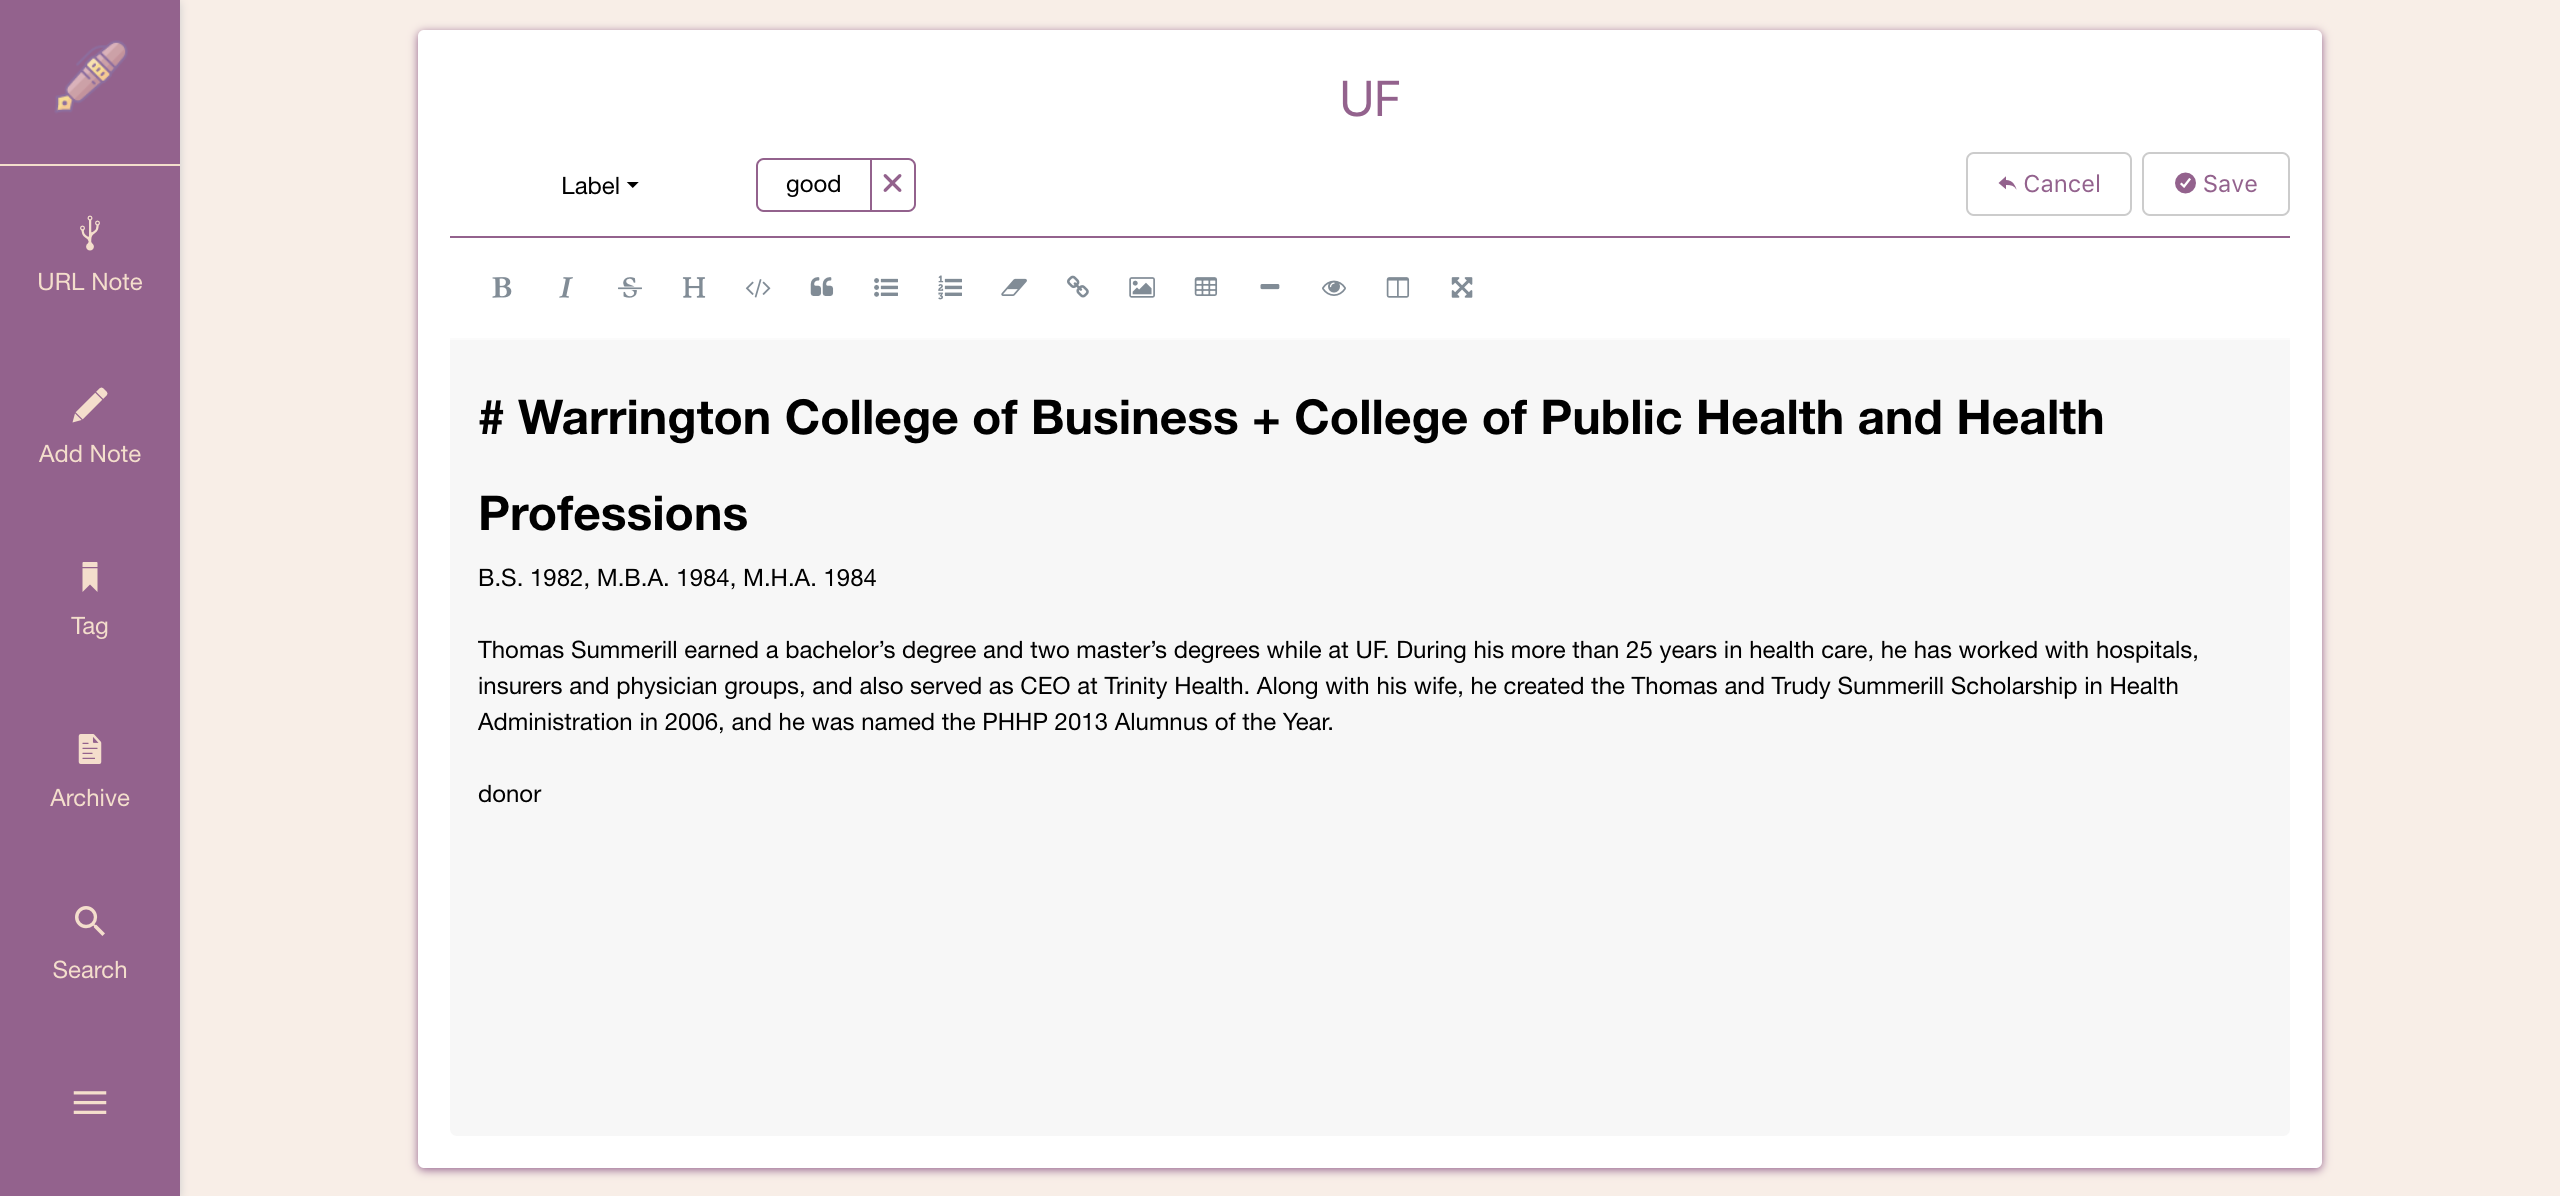 UF
Label
good
Cancel
Save
URL Note
Add Note
Tag
Archive
Search
B I S H </>
# Warrington College of Business + College of Public Health and Health
Professions
B.S. 1982, M.B.A. 1984, M.H.A. 1984
Thomas Summerill earned a bachelor’s degree and two master’s degrees while at UF. During his more than 25 years in health care, he has worked with hospitals,
insurers and physician groups, and also served as CEO at Trinity Health. Along with his wife, he created the Thomas and Trudy Summerill Scholarship in Health
Administration in 2006, and he was named the PHHP 2013 Alumnus of the Year.
donor